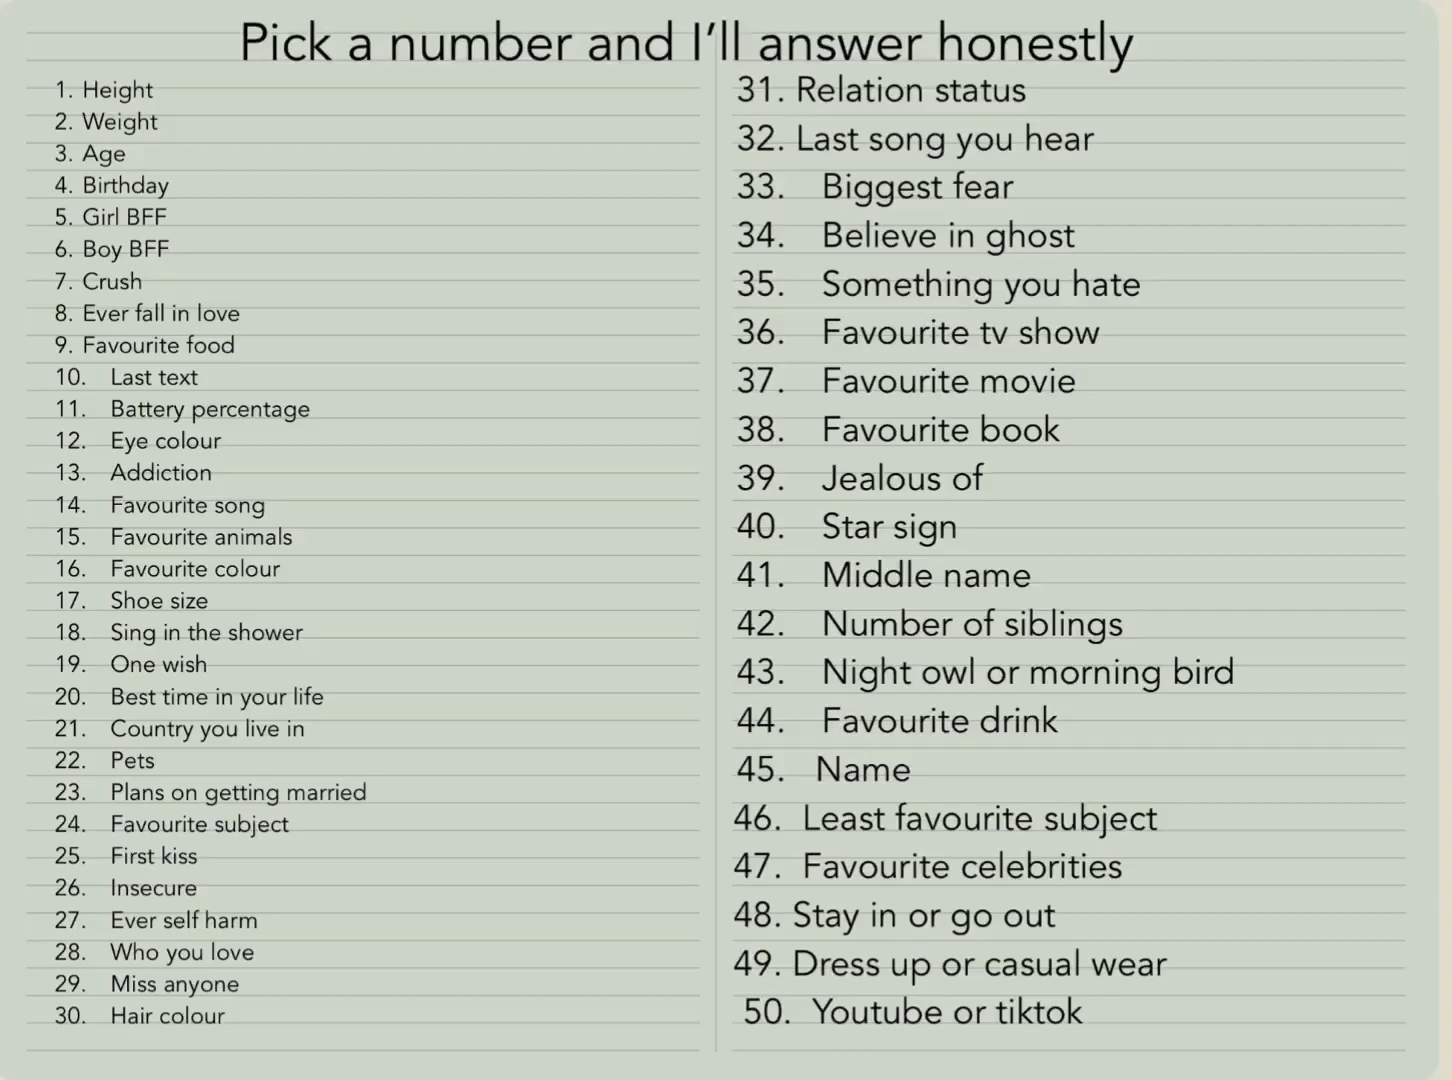 Pick a number and I'll answer honestly
1. Height
2. Weight
3. Age
4. Birthday
5. Girl BFF
6. Boy BFF
7. Crush
8. Ever fall in love
9. Favourite food
10. Last text
11. Battery percentage
12. Eye colour
13. Addiction
14. Favourite song
15. Favourite animals
16. Favourite colour
17. Shoe size
18. Sing in the shower
19. One wish
20. Best time in your life
21. Country you live in
22. Pets
23. Plans on getting married
24. Favourite subject
25. First kiss
26. Insecure
27. Ever self harm
28. Who you love
29. Miss anyone
30. Hair colour
31. Relation status
32. Last song you hear
33. Biggest fear
34. Believe in ghost
35. Something you hate
36. Favourite tv show
37. Favourite movie
38. Favourite book
39. Jealous of
40. Star sign
41. Middle name
42. Number of siblings
43. Night owl or morning bird
44. Favourite drink
45. Name
46. Least favourite subject
47. Favourite celebrities
48. Stay in or go out
49. Dress up or casual wear
50. Youtube or tiktok